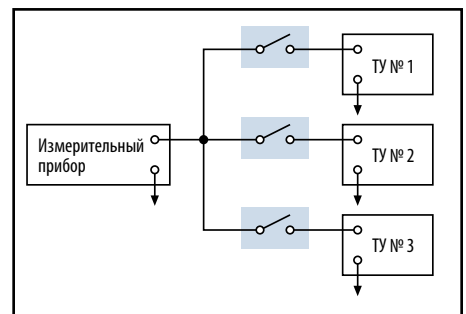 ТУ № 1
Измерительный
прибор
ТУ № 2
ТУ № 3